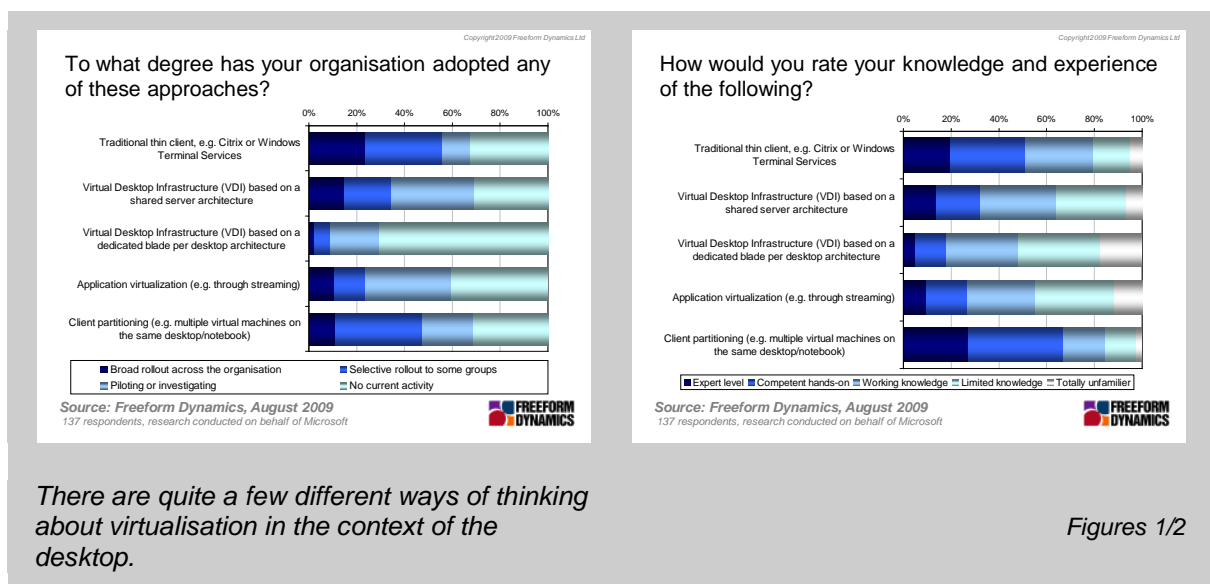 Copyright 2009 Freeform Dynamics Ltd
To what degree has your organisation adopted any
of these approaches?
0% 20% 40% 60% 80% 100%
Traditional thin client, e.g. Citrix or Windows
Terminal Services
Virtual Desktop Infrastructure (VDI) based on a
shared server architecture
Virtual Desktop Infrastructure (VDI) based on a
dedicated blade per desktop architecture
Application virtualization (e.g. through streaming)
Client partitioning (e.g. multiple virtual machines on
the same desktop/notebook)
Broad rollout across the organisation Selective rollout to some groups
Piloting or investigating No current activity
Source: Freeform Dynamics, August 2009
137 respondents, research conducted on behalf of Microsoft
FREEFORM
DYNAMICS
Copyright 2009 Freeform Dynamics Ltd
How would you rate your knowledge and experience
of the following?
0% 20% 40% 60% 80% 100%
Traditional thin client, e.g. Citrix or Windows
Terminal Services
Virtual Desktop Infrastructure (VDI) based on a
shared server architecture
Virtual Desktop Infrastructure (VDI) based on a
dedicated blade per desktop architecture
Application virtualization (e.g. through streaming)
Client partitioning (e.g. multiple virtual machines on
the same desktop/notebook)
Expert level Competent hands-on Working knowledge Limited knowledge Totally unfamilier
Source: Freeform Dynamics, August 2009
137 respondents, research conducted on behalf of Microsoft
FREEFORM
DYNAMICS
There are quite a few different ways of thinking
about virtualisation in the context of the
desktop.
Figures 1/2